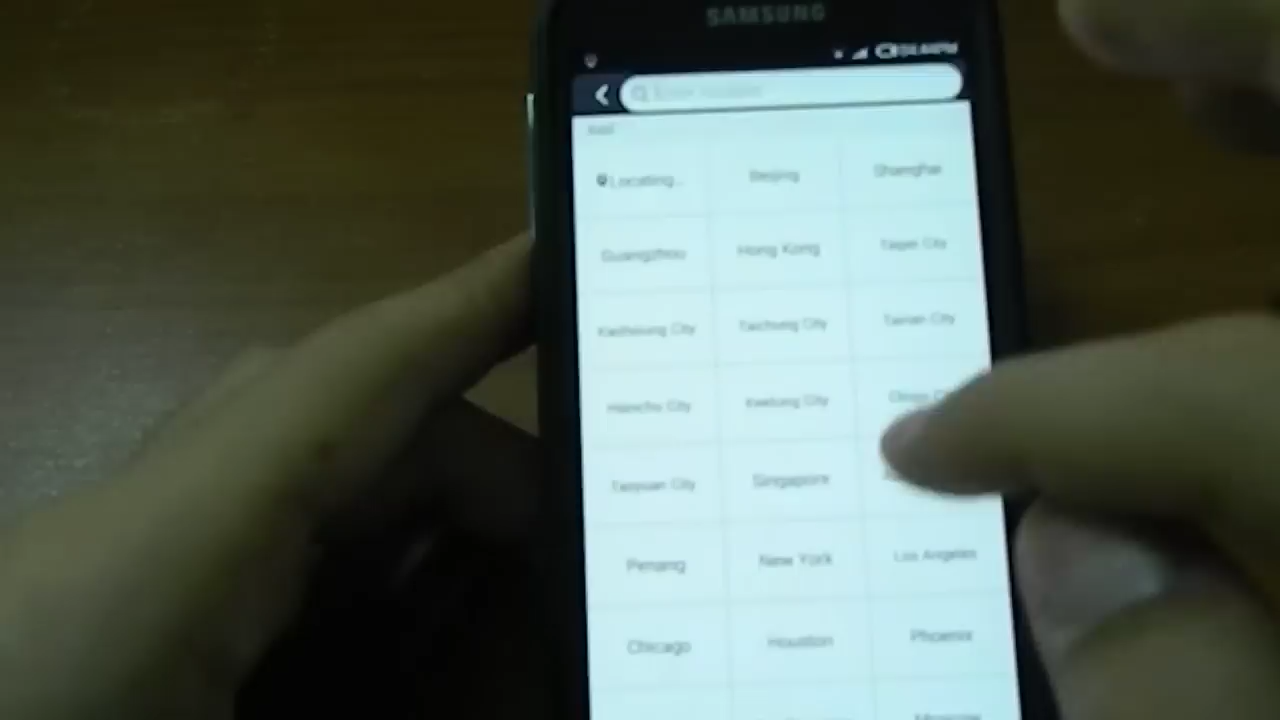 SAMSUNG
Locating...
Beijing
Shanghai
Guangzhou
Hong Kong
Taipei City
Kaohsiung City
Taichung City
Tainan City
Hsinchu City
Keelung City
Taoyuan City
Singapore
Penang
New York
Los Angeles
Chicago
Houston
Phoenix